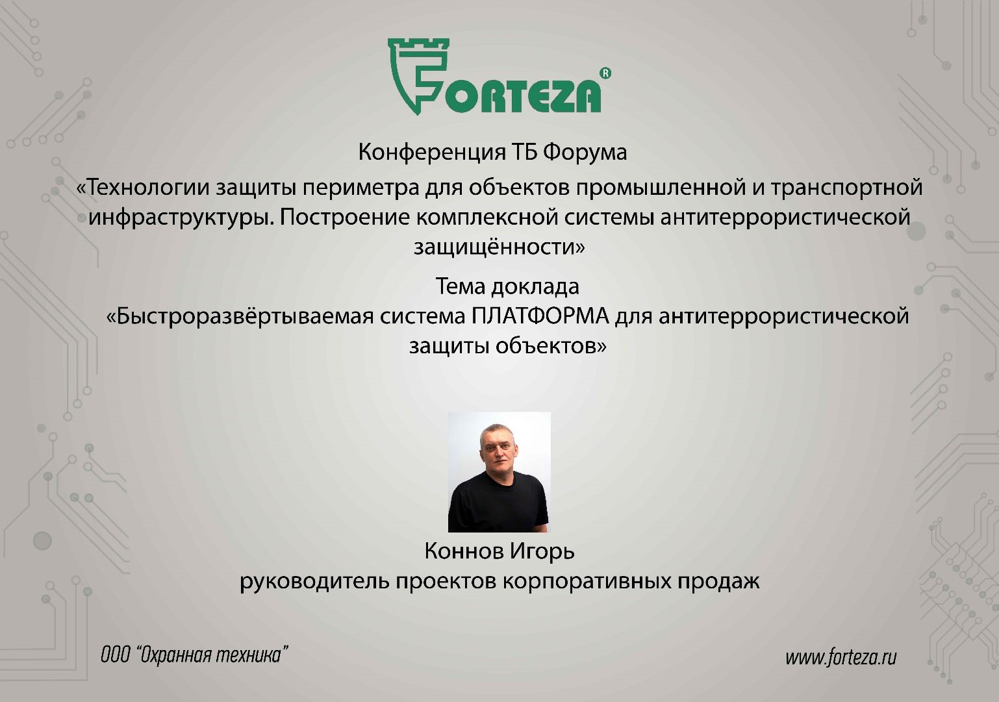 FORTEZA ®
Конференция ТБ Форума
«Технологии защиты периметра для объектов промышленной и транспортной
инфраструктуры. Построение комплексной системы антитеррористической
защищённости»
Тема доклада
«Быстроразвёртываемая система ПЛАТФОРМА для антитеррористической
защиты объектов»
Коннов Игорь
руководитель проектов корпоративных продаж
ООО “Охранная техника”
www.forteza.ru